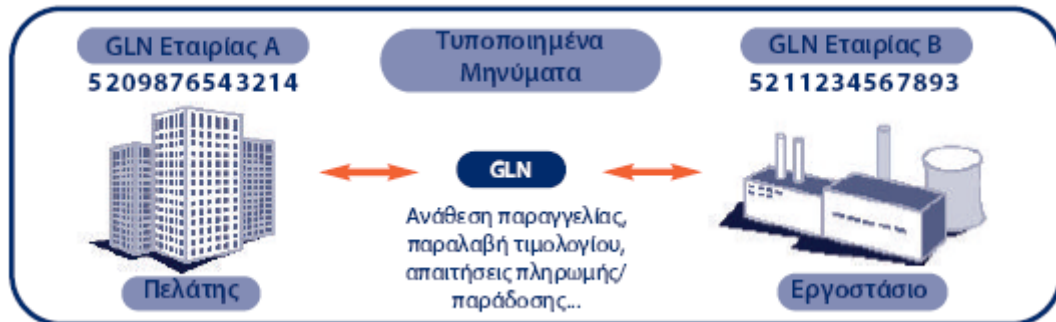 GLN Εταιρίας Α
5209876543214
Πελάτης
Τυποποιημένα
Μηνύματα
GLN
Ανάθεση παραγγελίας,
παραλαβή τιμολογίου,
απαιτήσεις πληρωμής/
παράδοσης...
GLN Εταιρίας Β
5211234567893
Εργοστάσιο